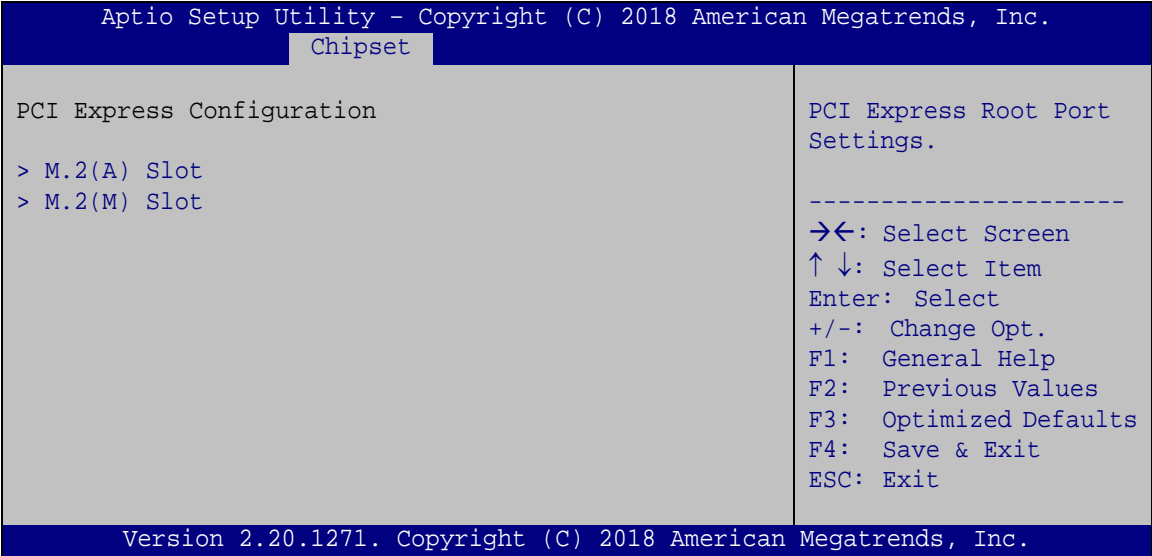 Aptio Setup Utility – Copyright (C) 2018 American Megatrends, Inc.
Chipset
PCI Express Configuration
> M.2(A) Slot
> M.2(M) Slot
PCI Express Root Port
Settings.
----------------------
→←: Select Screen
↑ ↓: Select Item
Enter: Select
+/-: Change Opt.
F1: General Help
F2: Previous Values
F3: Optimized Defaults
F4: Save & Exit
ESC: Exit
Version 2.20.1271. Copyright (C) 2018 American Megatrends, Inc.